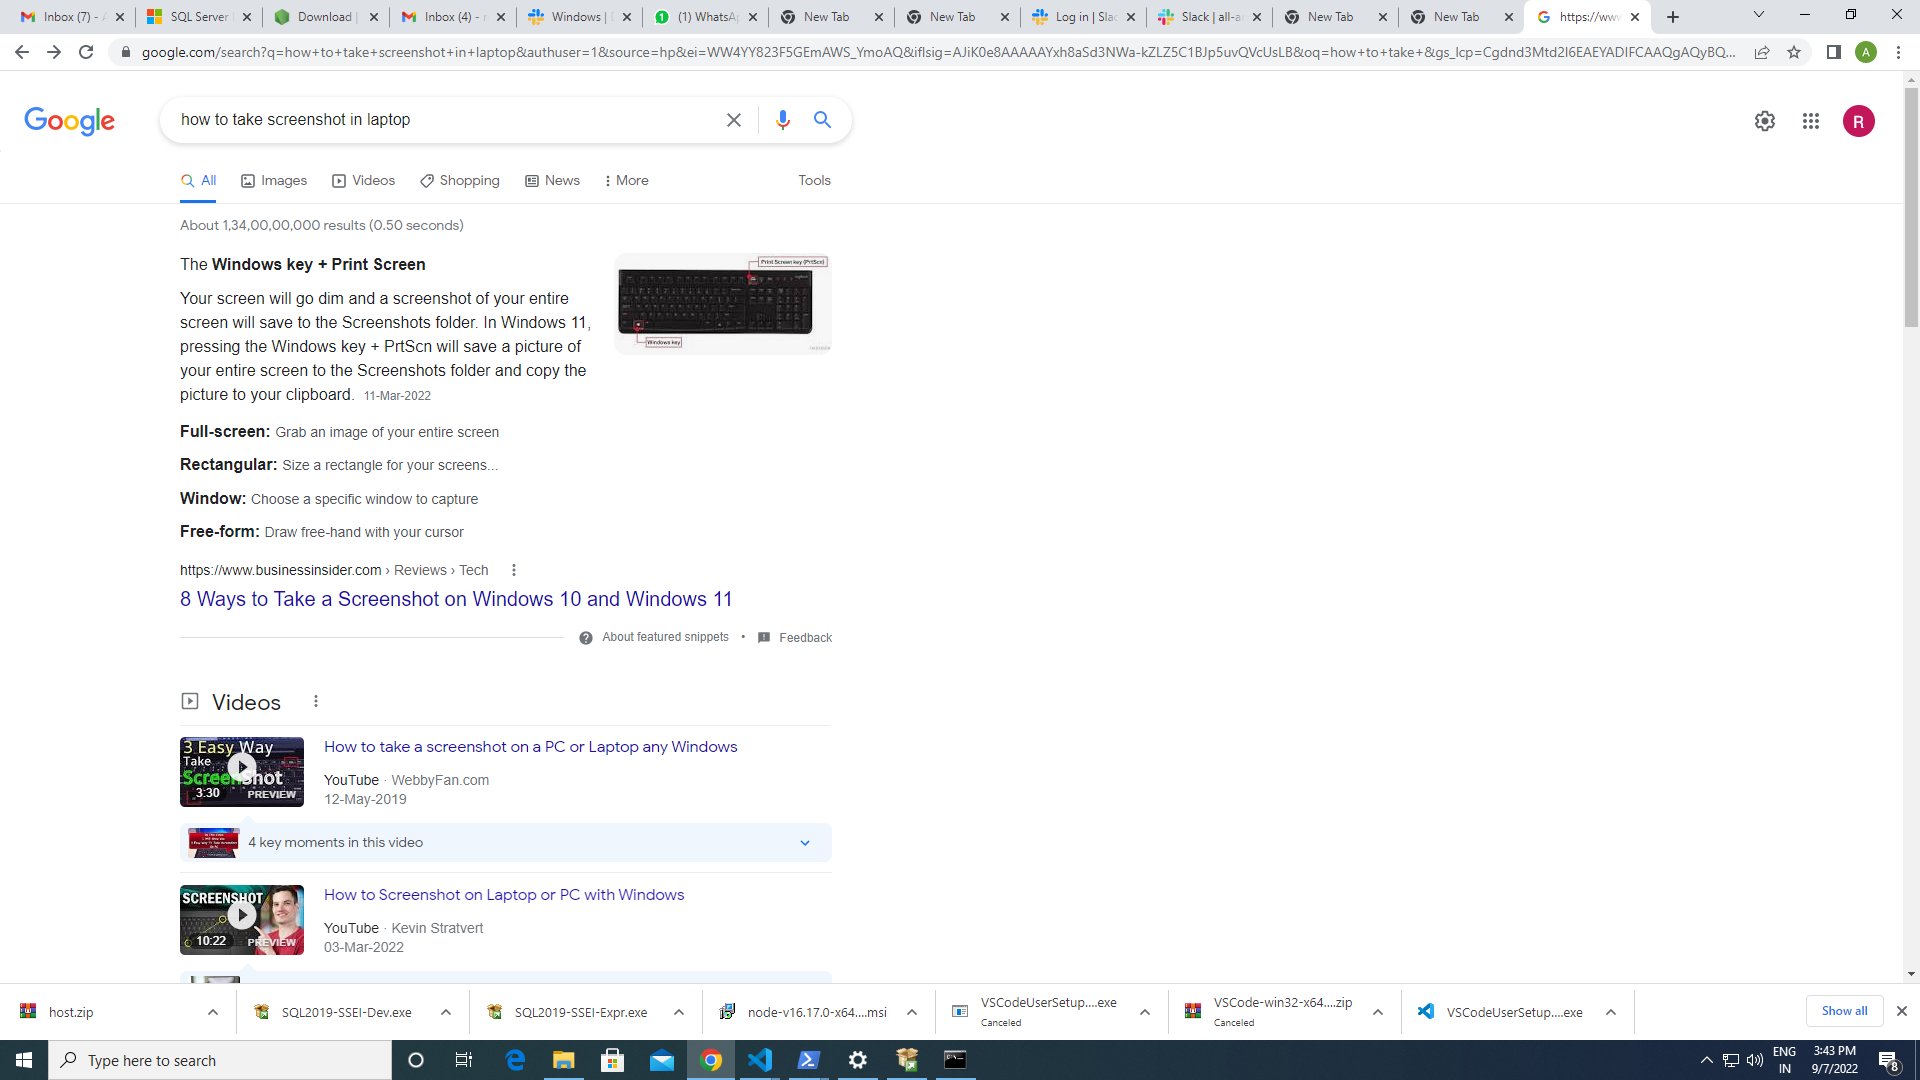 Inbox (7) - A
SQL Server
Download |
Inbox (4) - r
Windows |
(1) WhatsAp
New Tab
New Tab
Log in | Slac
Slack | all-a
New Tab
New Tab
https://www
google.com/search?q=how+to+take+screenshot+in+laptop&authuser=1&source=hp&ei=WW4YY823F5GEmAWS_YmoAQ&iflsig=AJiK0e8AAAAAYxh8aSd3NWa-kZLZ5C1BJp5uvQVcUsLB&oq=how+to+take+&gs_lcp=Cgdnd3Mtd2l6EAEYADIFCAAQgAQyBQ...
A
Google
how to take screenshot in laptop
R
All
Images
Videos
Shopping
News
More
Tools
About 1,34,00,00,000 results (0.50 seconds)
The Windows key + Print Screen
Print Screen key (PrtScn)
Windows key
INSIDER
Your screen will go dim and a screenshot of your entire
screen will save to the Screenshots folder. In Windows 11,
pressing the Windows key + PrtScn will save a picture of
your entire screen to the Screenshots folder and copy the
picture to your clipboard. 11-Mar-2022
Full-screen: Grab an image of your entire screen
Rectangular: Size a rectangle for your screens...
Window: Choose a specific window to capture
Free-form: Draw free-hand with your cursor
https://www.businessinsider.com › Reviews › Tech
8 Ways to Take a Screenshot on Windows 10 and Windows 11
About featured snippets • Feedback
Videos
3 Easy Way
Take
ScreenShot
3:30
PREVIEW
How to take a screenshot on a PC or Laptop any Windows
YouTube · WebbyFan.com
12-May-2019
4 key moments in this video
SCREENSHOT
10:22
PREVIEW
How to Screenshot on Laptop or PC with Windows
YouTube · Kevin Stratvert
03-Mar-2022
host.zip
SQL2019-SSEI-Dev.exe
SQL2019-SSEI-Expr.exe
node-v16.17.0-x64....msi
VSCodeUserSetup....exe
Canceled
VSCode-win32-x64....zip
Canceled
VSCodeUserSetup....exe
Show all
Type here to search
ENG
IN
3:43 PM
9/7/2022
8